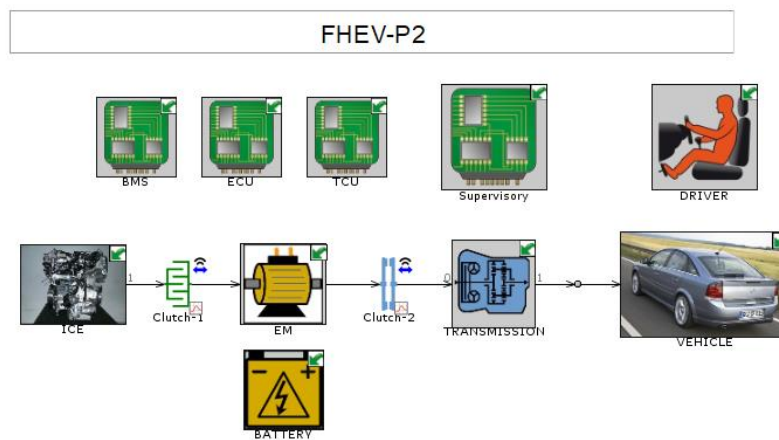 FHEV-P2
BMS
ECU
TCU
Supervisory
DRIVER
1
0
1
ICE
Clutch-1
EM
Clutch-2
TRANSMISSION
VEHICLE
- +
BATTERY